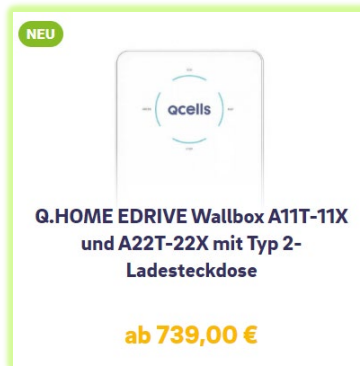 NEU
qcells
Q.HOME EDRIVE Wallbox A11T-11X
und A22T-22X mit Typ 2-
Ladesteckdose
ab 739,00 €